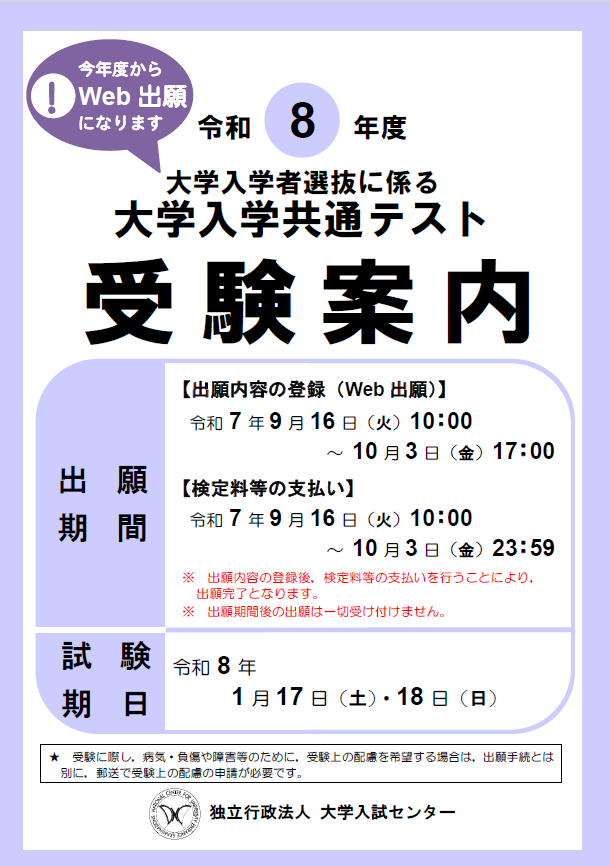 今年度から
Web 出願
になります
令和 8 年度
大学入学者選抜に係る
大学入学共通テスト
受験案内
出願
期間
【出願内容の登録（Web 出願）】
令和 7 年 9 月 16 日（火）10：00
～ 10 月 3 日（金）17：00
【検定料等の支払い】
令和 7 年 9 月 16 日（火）10：00
～ 10 月 3 日（金）23：59
※ 出願内容の登録後，検定料等の支払いを行うことにより，
出願完了となります。
※ 出願期間後の出願は一切受け付けません。
試験
期日
令和 8 年
1 月 17 日（土）・18 日（日）
★ 受験に際し，病気・負傷や障害等のために，受験上の配慮を希望する場合は，出願手続とは
別に，郵送で受験上の配慮の申請が必要です。
独立行政法人 大学入試センター